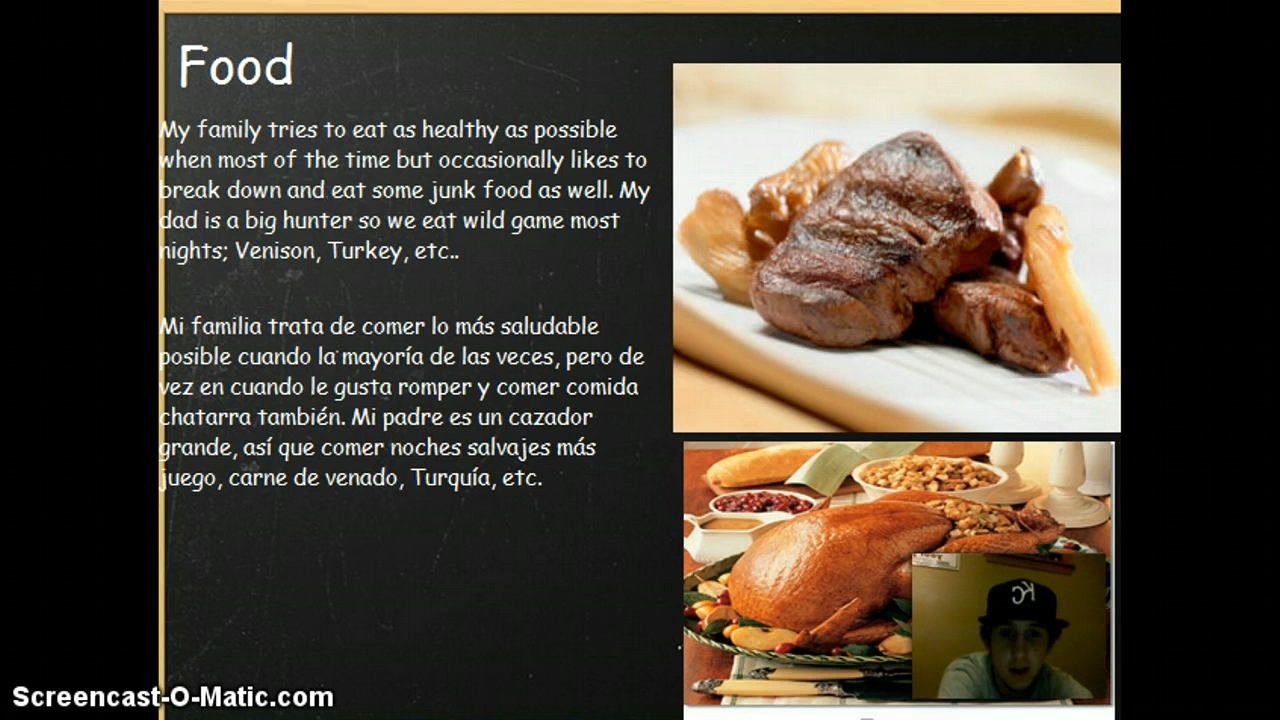 Food
My family tries to eat as healthy as possible
when most of the time but occasionally likes to
break down and eat some junk food as well. My
dad is a big hunter so we eat wild game most
nights; Venison, Turkey, etc..
Mi familia trata de comer lo más saludable
posible cuando la mayoría de las veces, pero de
vez en cuando le gusta romper y comer comida
chatarra también. Mi padre es un cazador
grande, así que comer noches salvajes más
juego, carne de venado, Turquía, etc.
KC
Screencast-O-Matic.com